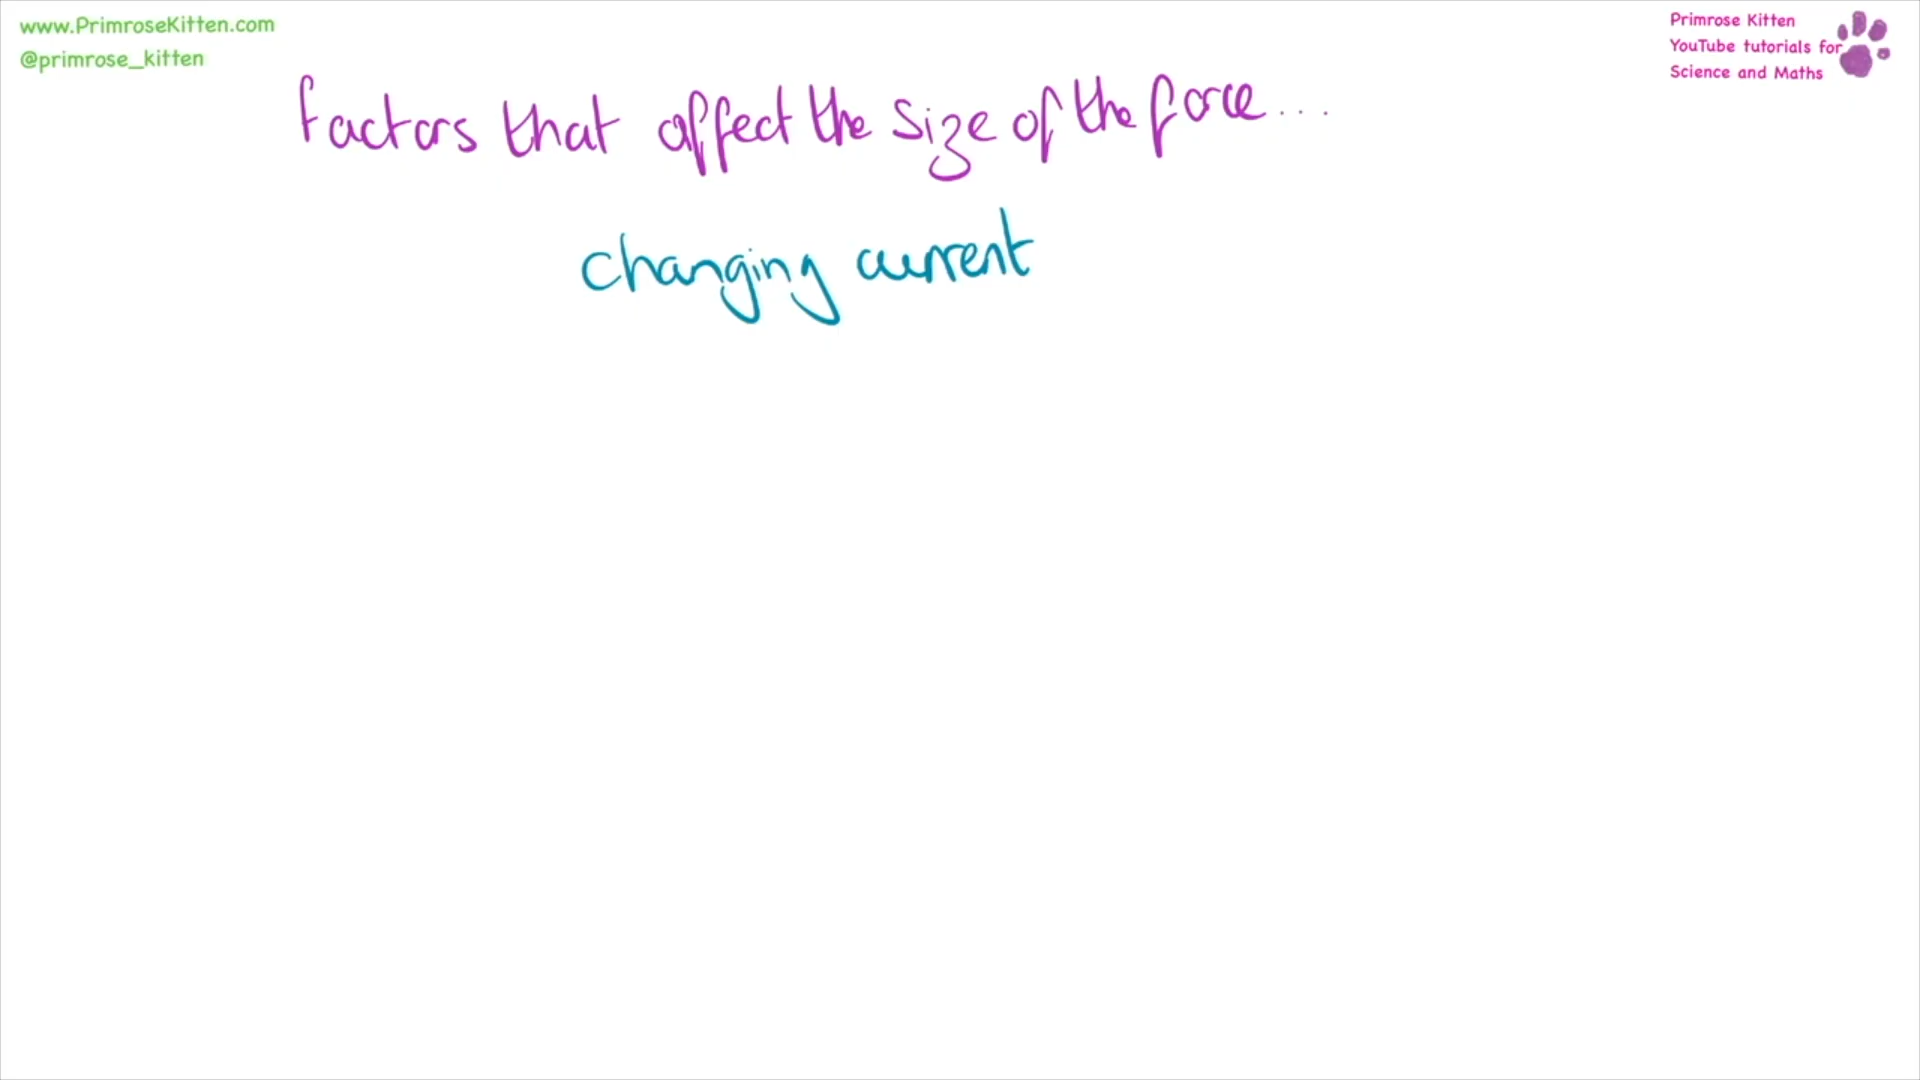 www.PrimroseKitten.com
@primrose_kitten
Primrose Kitten
YouTube tutorials for
Science and Maths
factors that affect the size of the force...
changing current